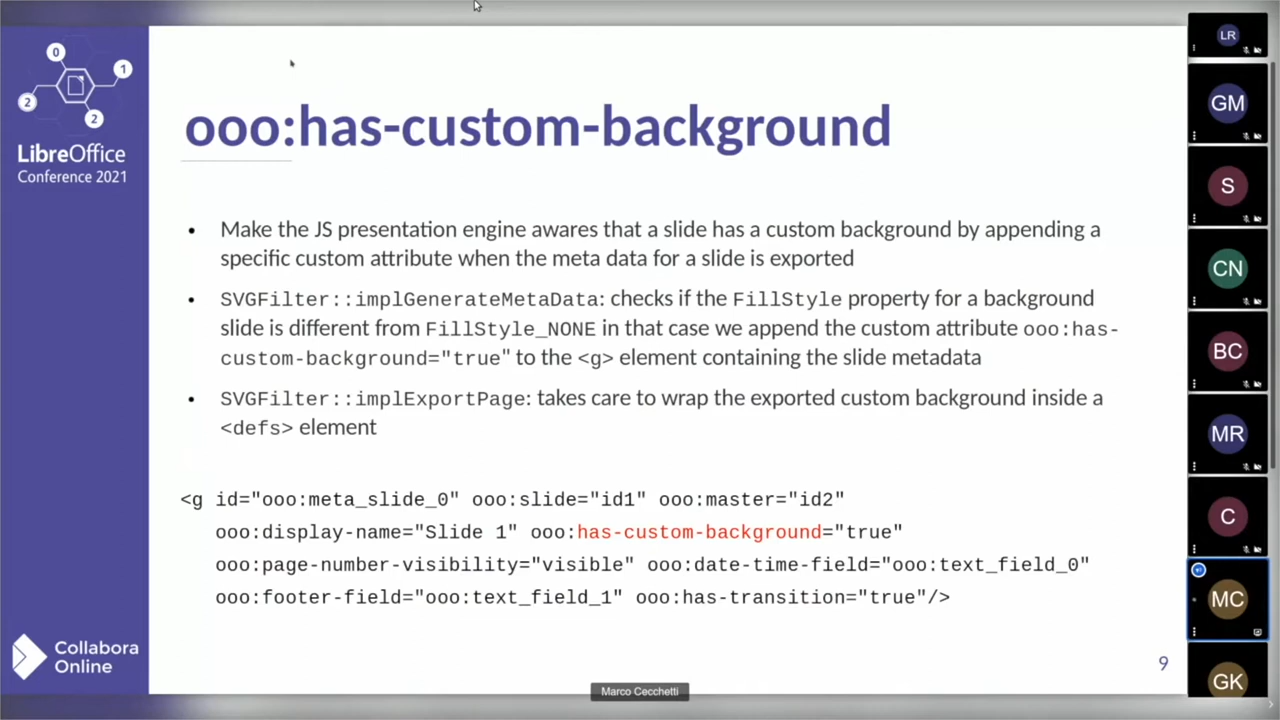 0
1
2
2
LibreOffice
Conference 2021
ooo:has-custom-background
• Make the JS presentation engine awares that a slide has a custom background by appending a
specific custom attribute when the meta data for a slide is exported
• SVGFilter::implGenerateMetaData: checks if the FillStyle property for a background
slide is different from FillStyle_NONE in that case we append the custom attribute ooo:has-
custom-background="true" to the <g> element containing the slide metadata
• SVGFilter::implExportPage: takes care to wrap the exported custom background inside a
<defs> element
<g id="ooo:meta_slide_0" ooo:slide="id1" ooo:master="id2"
ooo:display-name="Slide 1" ooo:has-custom-background="true"
ooo:page-number-visibility="visible" ooo:date-time-field="ooo:text_field_0"
ooo:footer-field="ooo:text_field_1" ooo:has-transition="true"/>
Collabora
Online
9
Marco Cecchetti
LR
GM
S
CN
BC
MR
C
MC
GK